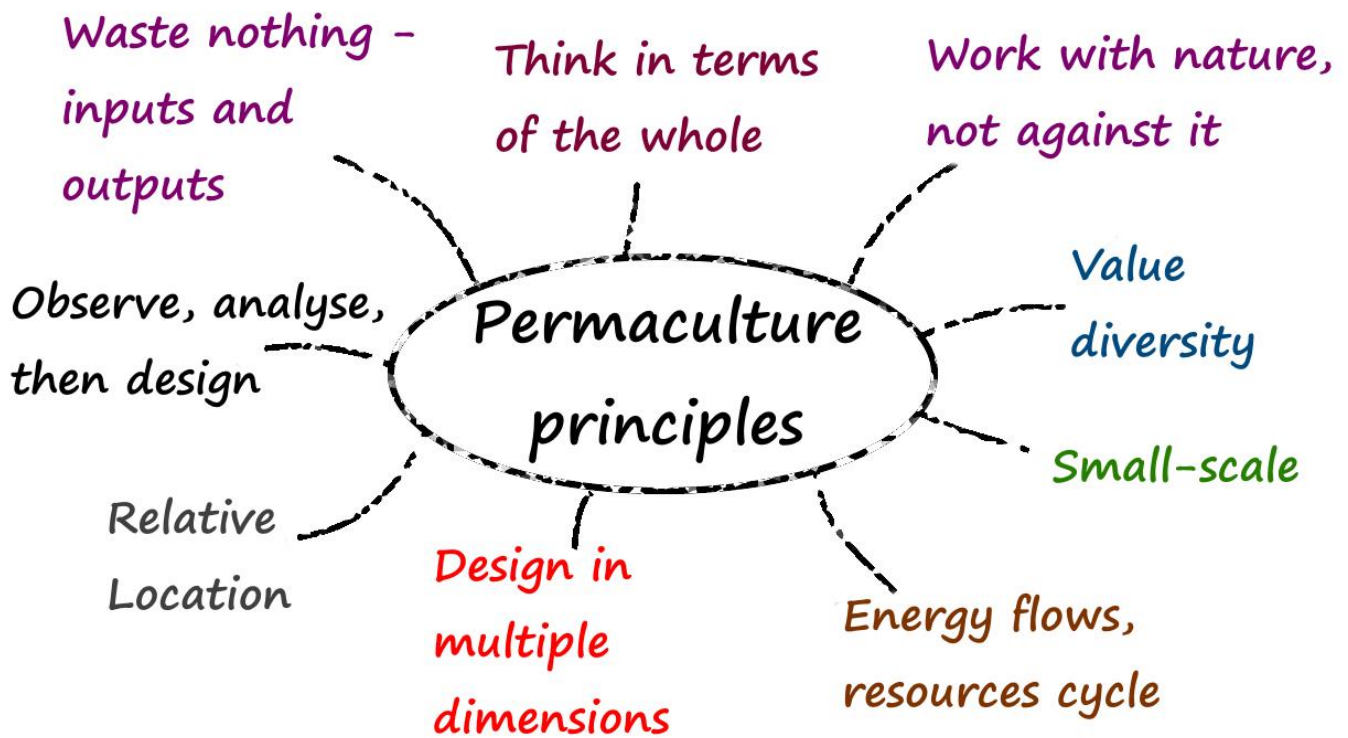 Waste nothing -
inputs and
outputs
Think in terms
of the whole
Work with nature,
not against it
Observe, analyse,
then design
Permaculture
principles
Value
diversity
Small-scale
Relative
Location
Design in
multiple
dimensions
Energy flows,
resources cycle